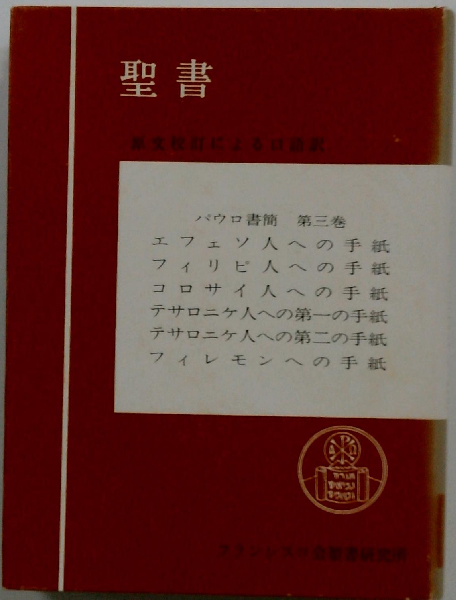 聖書
原文校訂による口語訳
パウロ書簡　第三巻
エフェソ人への手紙
フィリピ人への手紙
コロサイ人への手紙
テサロニケ人への第一の手紙
テサロニケ人への第二の手紙
フィレモンへの手紙
フランシスコ会聖書研究所